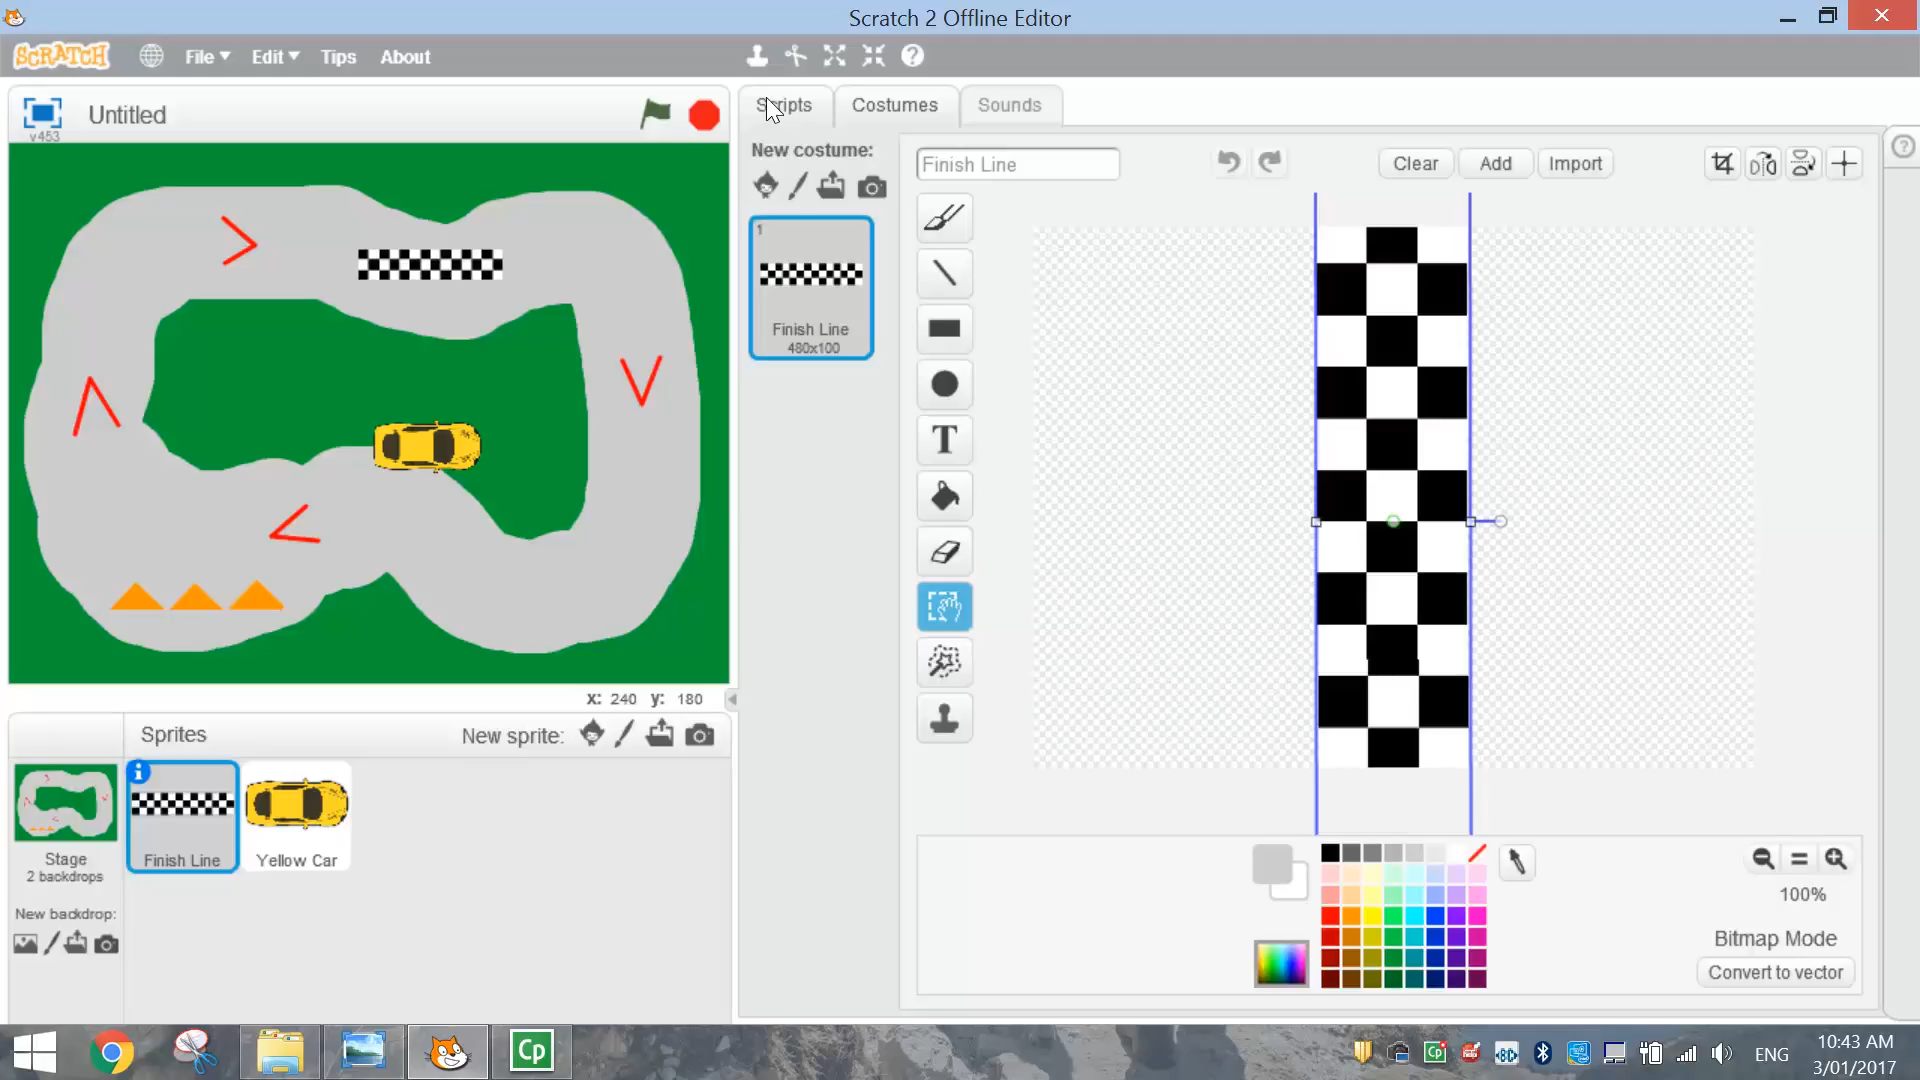 Scratch 2 Offline Editor
SCRATCH File Edit Tips About
v453 Untitled
Scripts Costumes Sounds
New costume:
Finish Line
Clear Add Import
1
Finish Line
480x100
T
x: 240 y: 180
Sprites New sprite:
Finish Line
Yellow Car
Stage
2 backdrops
New backdrop:
100%
Bitmap Mode
Convert to vector
Cp
ENG
10:43 AM
3/01/2017